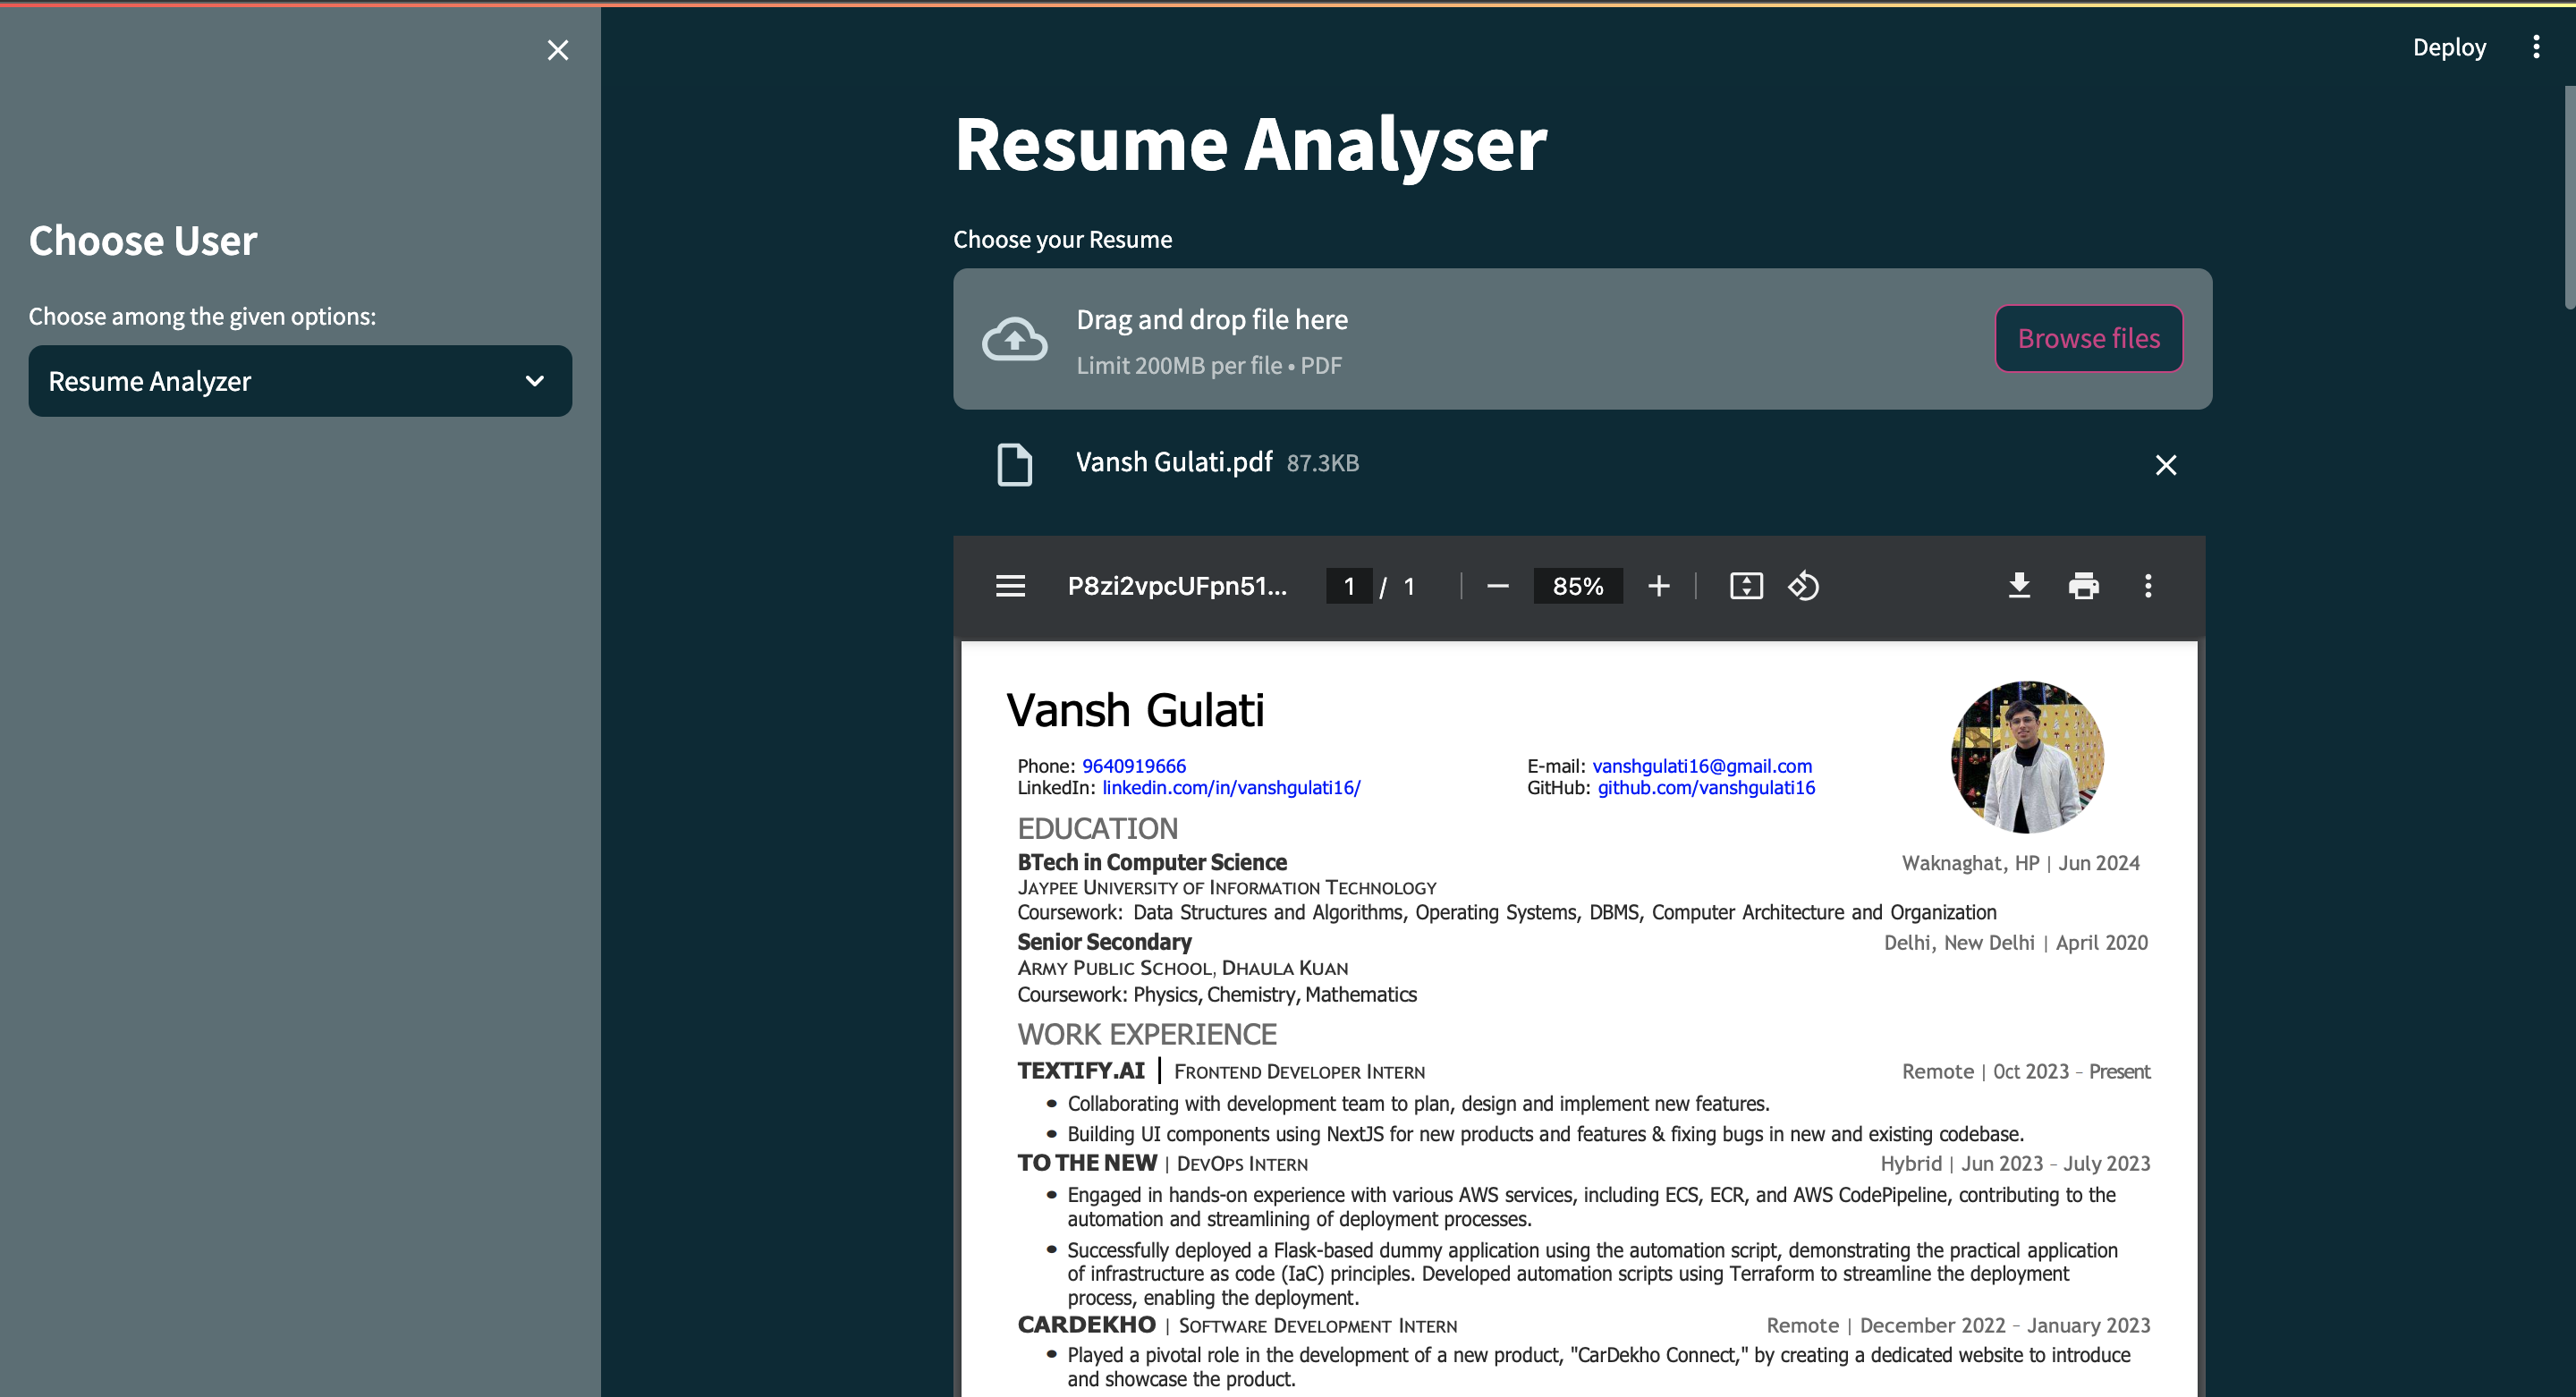 Deploy
Choose User
Choose among the given options:
Resume Analyzer
Resume Analyser
Choose your Resume
Drag and drop file here
Limit 200MB per file • PDF
Browse files
Vansh Gulati.pdf 87.3KB
P8zi2vpcUFpn51... 1 / 1 85%
Vansh Gulati
Phone: 9640919666 E-mail: vanshgulati16@gmail.com
LinkedIn: linkedin.com/in/vanshgulati16/ GitHub: github.com/vanshgulati16
EDUCATION
BTech in Computer Science Waknaghat, HP | Jun 2024
JAYPEE UNIVERSITY OF INFORMATION TECHNOLOGY
Coursework: Data Structures and Algorithms, Operating Systems, DBMS, Computer Architecture and Organization
Senior Secondary Delhi, New Delhi | April 2020
ARMY PUBLIC SCHOOL, DHAULA KUAN
Coursework: Physics, Chemistry, Mathematics
WORK EXPERIENCE
TEXTIFY.AI | FRONTEND DEVELOPER INTERN Remote | Oct 2023 – Present
• Collaborating with development team to plan, design and implement new features.
• Building UI components using NextJS for new products and features & fixing bugs in new and existing codebase.
TO THE NEW | DEVOPS INTERN Hybrid | Jun 2023 – July 2023
• Engaged in hands-on experience with various AWS services, including ECS, ECR, and AWS CodePipeline, contributing to the
automation and streamlining of deployment processes.
• Successfully deployed a Flask-based dummy application using the automation script, demonstrating the practical application
of infrastructure as code (IaC) principles. Developed automation scripts using Terraform to streamline the deployment
process, enabling the deployment.
CARDEKHO | SOFTWARE DEVELOPMENT INTERN Remote | December 2022 – January 2023
• Played a pivotal role in the development of a new product, "CarDekho Connect," by creating a dedicated website to introduce
and showcase the product.